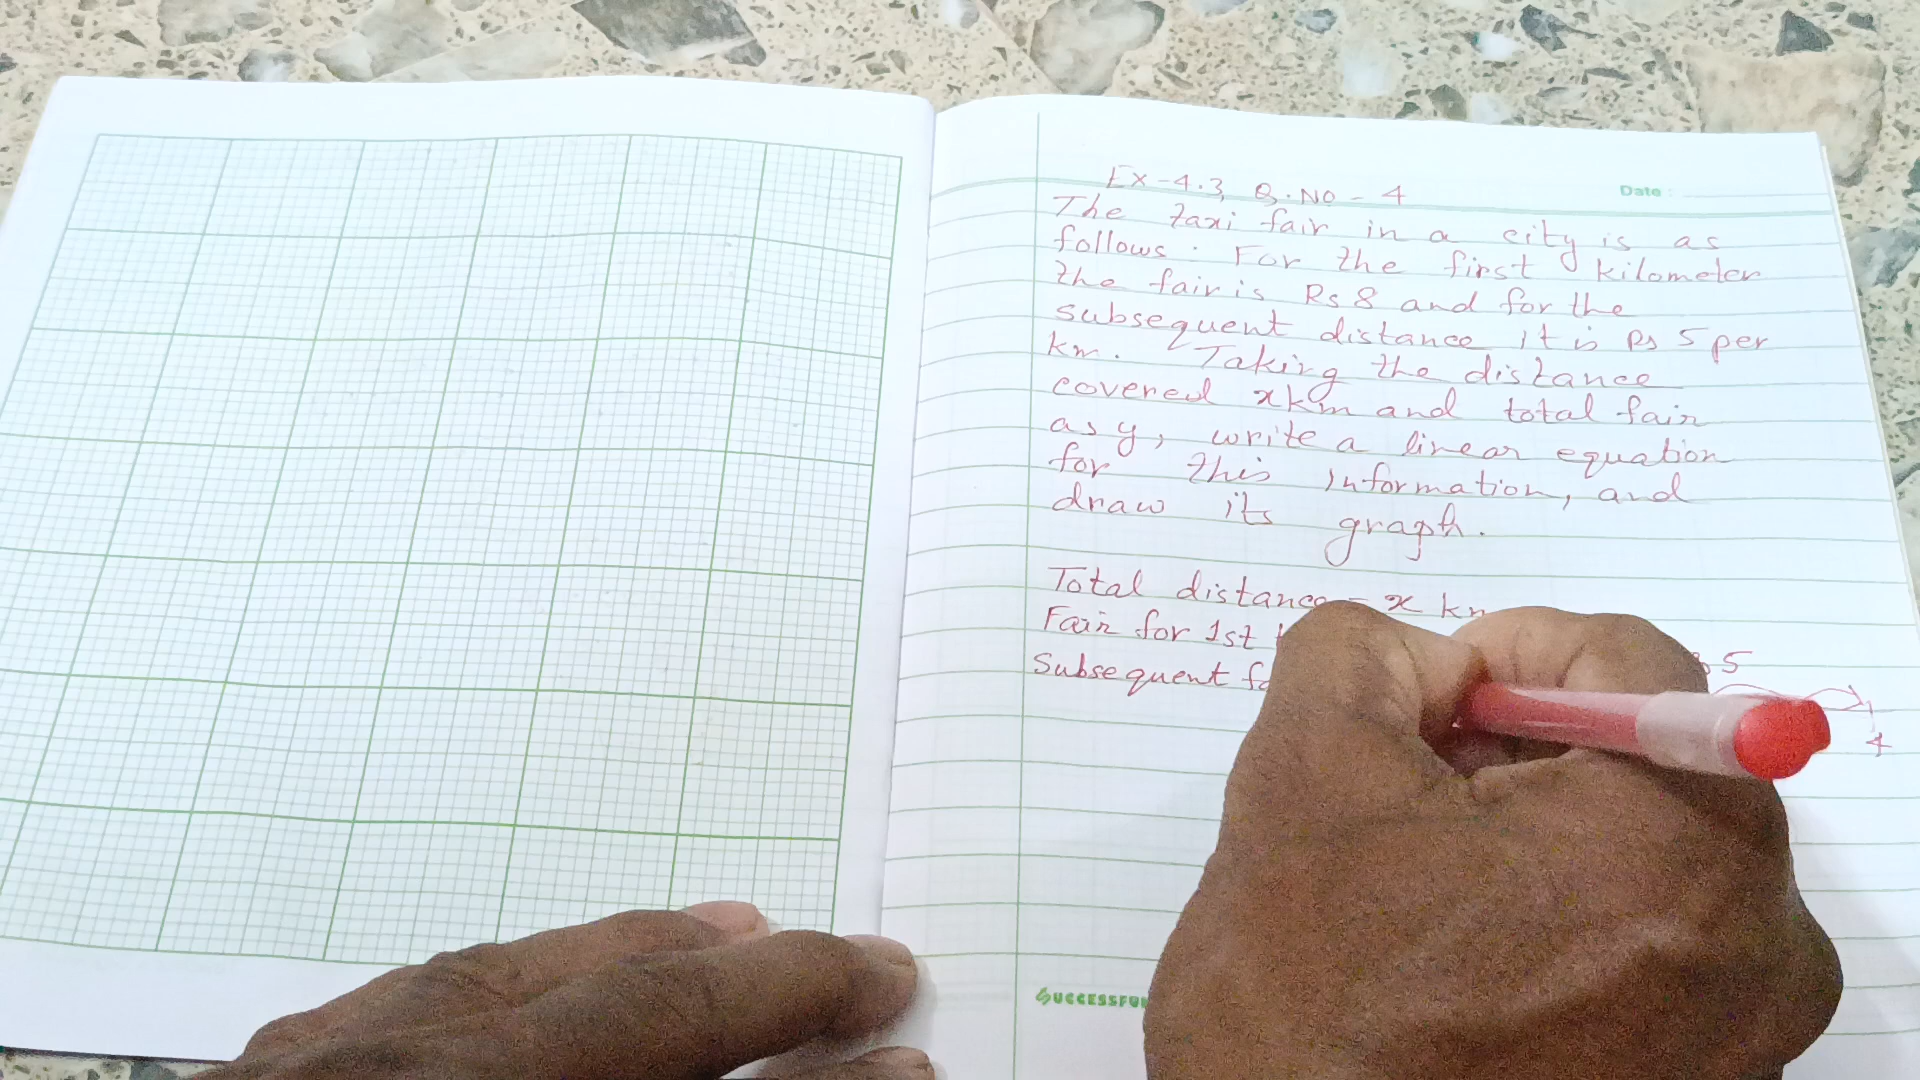 Ex-4.3, Q.NO - 4
Date :
The taxi fair in a city is as
follows : For the first kilometer
the fair is Rs 8 and for the
subsequent distance it is Rs 5 per
km. Taking the distance
covered x km and total fair
as y, write a linear equation
for this information, and
draw its graph.
Total distance = x km
Fair for 1st
Subsequent
5
4